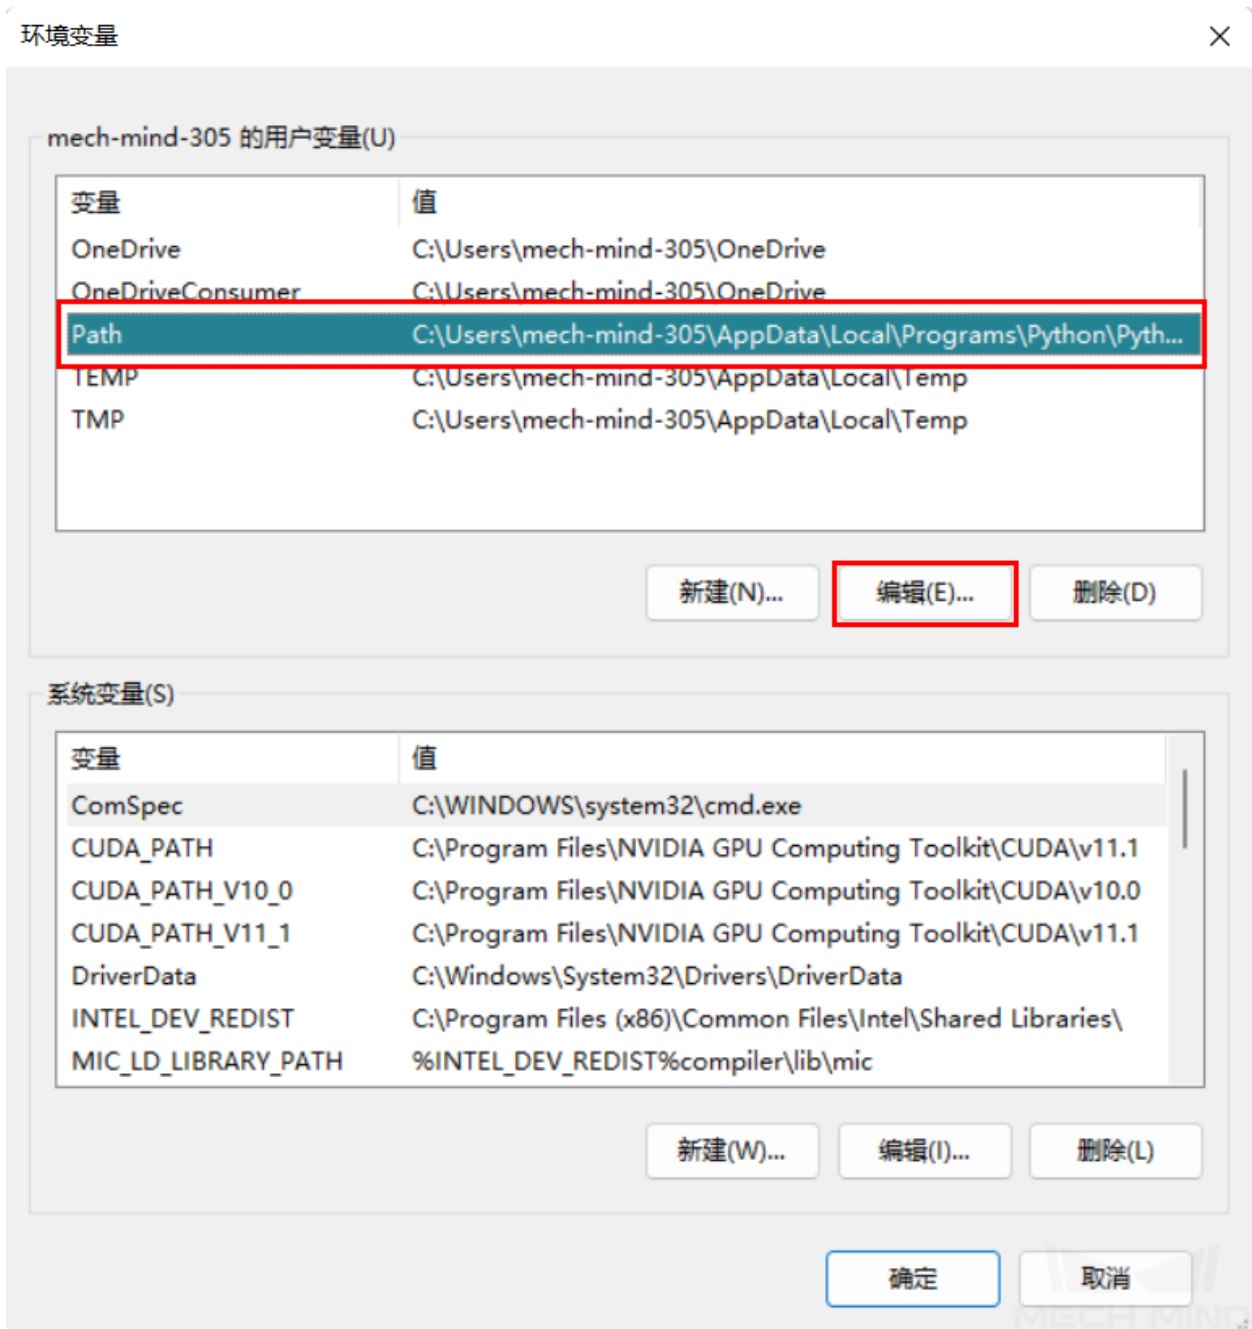 环境变量
mech-mind-305 的用户变量(U)
变量 值
OneDrive C:\Users\mech-mind-305\OneDrive
OneDriveConsumer C:\Users\mech-mind-305\OneDrive
Path C:\Users\mech-mind-305\AppData\Local\Programs\Python\Pyth...
TEMP C:\Users\mech-mind-305\AppData\Local\Temp
TMP C:\Users\mech-mind-305\AppData\Local\Temp
新建(N)... 编辑(E)... 删除(D)
系统变量(S)
变量 值
ComSpec C:\WINDOWS\system32\cmd.exe
CUDA_PATH C:\Program Files\NVIDIA GPU Computing Toolkit\CUDA\v11.1
CUDA_PATH_V10_0 C:\Program Files\NVIDIA GPU Computing Toolkit\CUDA\v10.0
CUDA_PATH_V11_1 C:\Program Files\NVIDIA GPU Computing Toolkit\CUDA\v11.1
DriverData C:\Windows\System32\Drivers\DriverData
INTEL_DEV_REDIST C:\Program Files (x86)\Common Files\Intel\Shared Libraries\
MIC_LD_LIBRARY_PATH %INTEL_DEV_REDIST%compiler\lib\mic
新建(W)... 编辑(I)... 删除(L)
确定 取消
MECH MIND